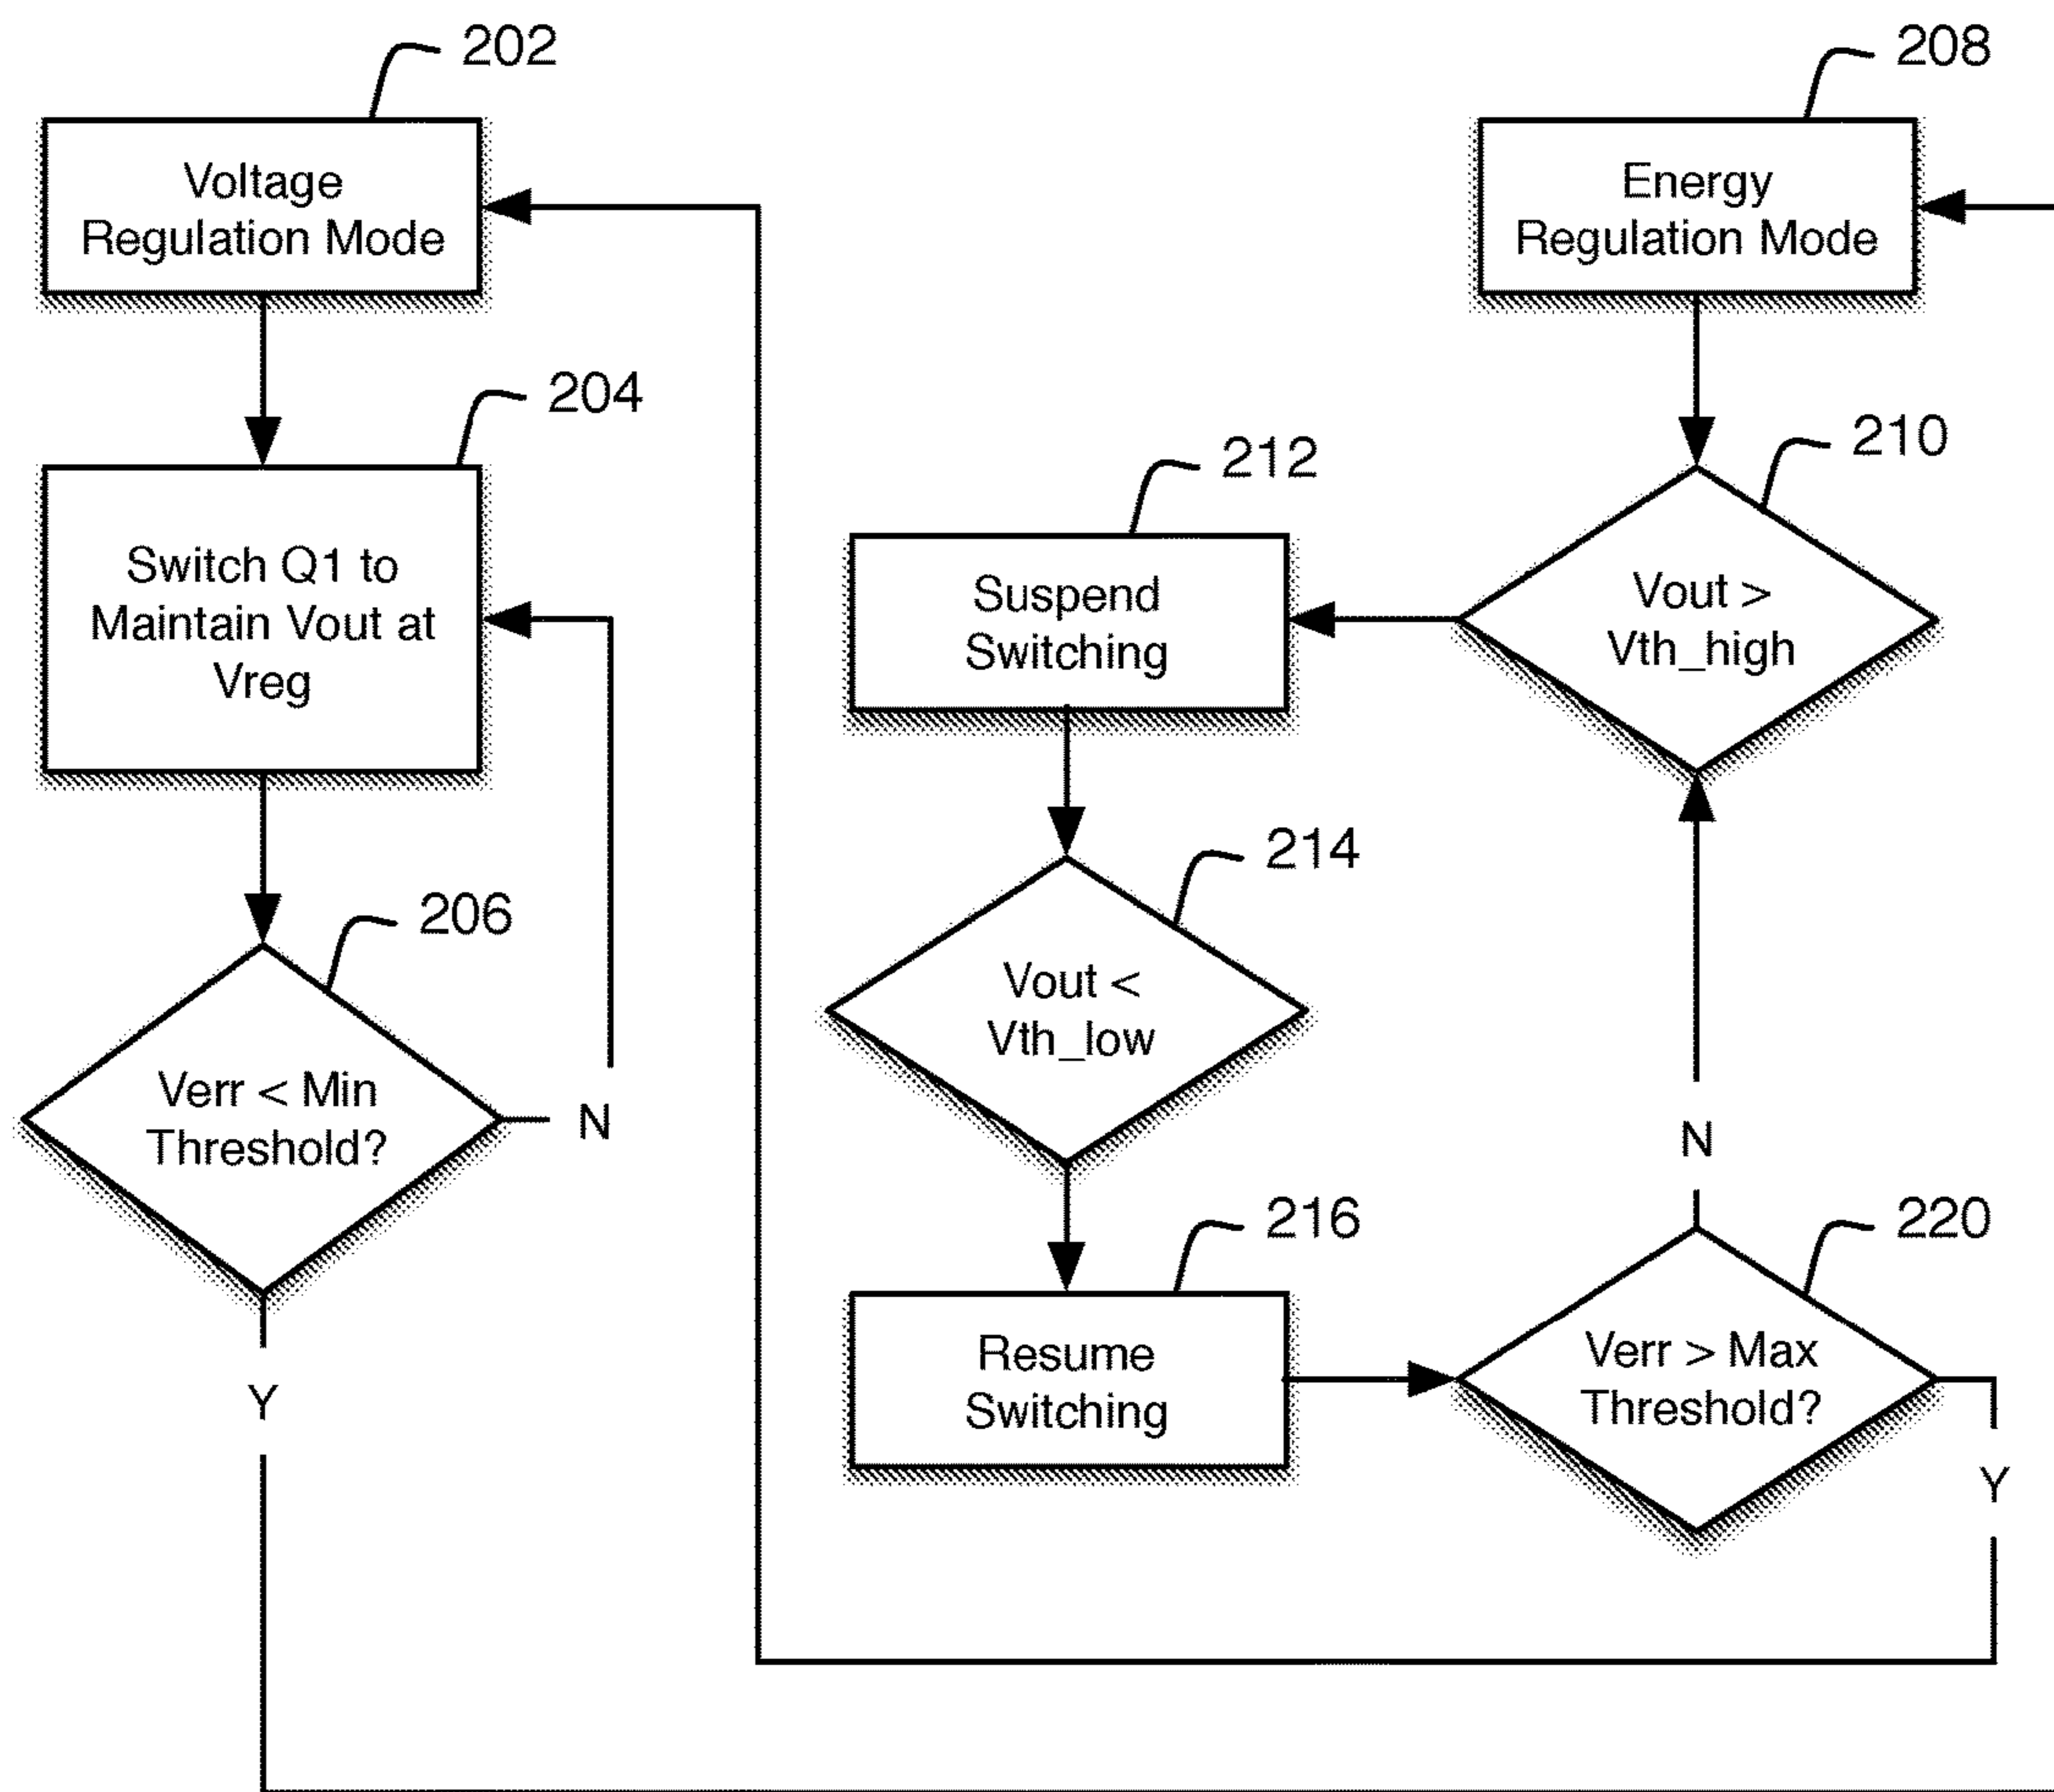 202
Voltage
Regulation Mode
204
Switch Q1 to
Maintain Vout at
Vreg
206
Verr < Min
Threshold?
N
Y
208
Energy
Regulation Mode
210
Vout >
Vth_high
212
Suspend
Switching
214
Vout <
Vth_low
216
Resume
Switching
220
Verr > Max
Threshold?
N
Y